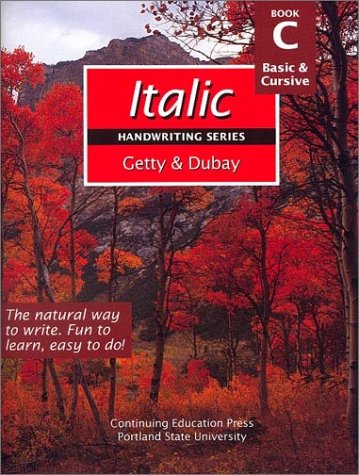 BOOK
C
Basic &
Cursive
Italic
HANDWRITING SERIES
Getty & Dubay
The natural way
to write. Fun to
learn, easy to do!
Continuing Education Press
Portland State University